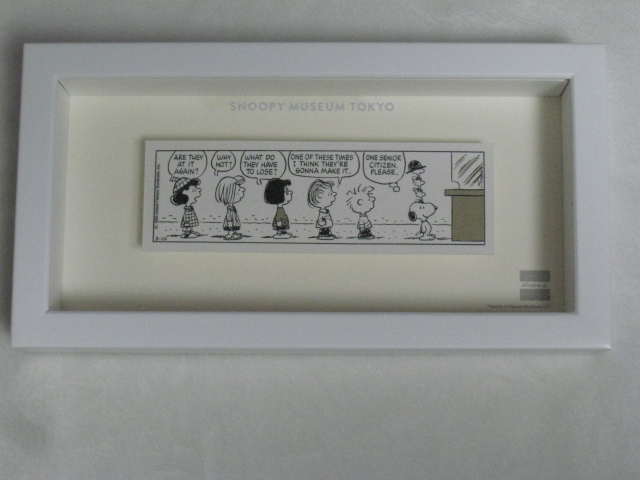 SNOOPY MUSEUM TOKYO
ARE THEY
AT IT
AGAIN?
WHY
NOT?
WHAT DO
THEY HAVE
TO LOSE?
ONE OF THESE TIMES
I THINK THEY'RE
GONNA MAKE IT..
ONE SENIOR
CITIZEN,
PLEASE..